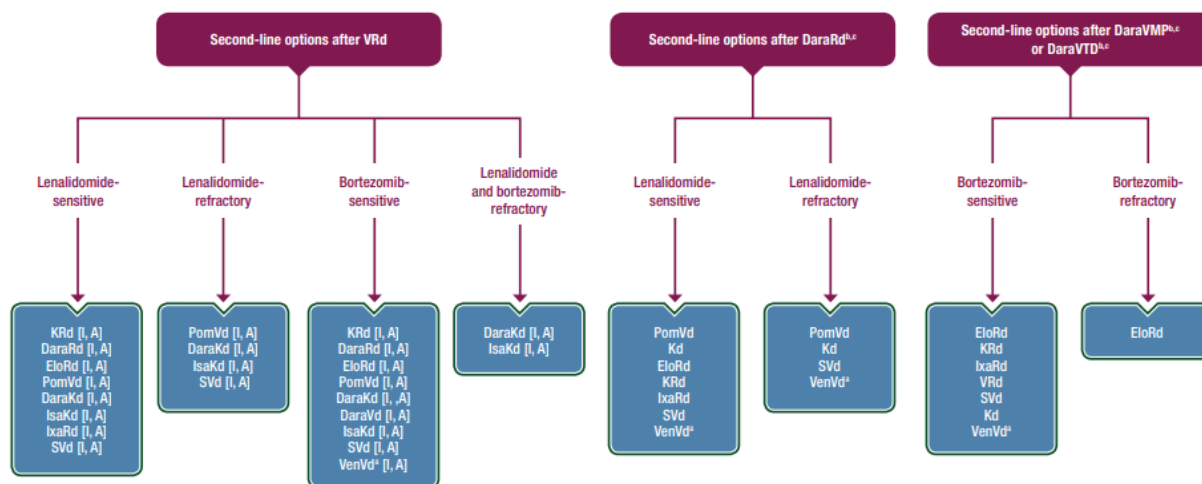 Second-line options after VRd
Second-line options after DaraRdᵇ,ᶜ
Second-line options after DaraVMPᵇ,ᶜ
or DaraVTDᵇ,ᶜ
Lenalidomide-
sensitive
Lenalidomide-
refractory
Bortezomib-
sensitive
Lenalidomide
and bortezomib-
refractory
Lenalidomide-
sensitive
Lenalidomide-
refractory
Bortezomib-
sensitive
Bortezomib-
refractory
KRd [I, A]
DaraRd [I, A]
EloRd [I, A]
PomVd [I, A]
DaraKd [I, A]
IsaKd [I, A]
IxaRd [I, A]
SVd [I, A]
PomVd [I, A]
DaraKd [I, A]
IsaKd [I, A]
SVd [I, A]
KRd [I, A]
DaraRd [I, A]
EloRd [I, A]
PomVd [I, A]
DaraKd [I, ,A]
DaraVd [I, A]
IsaKd [I, A]
SVd [I, A]
VenVdᵃ [I, A]
DaraKd [I, A]
IsaKd [I, A]
PomVd
Kd
EloRd
KRd
IxaRd
SVd
VenVdᵃ
PomVd
Kd
SVd
VenVdᵃ
EloRd
KRd
IxaRd
VRd
SVd
Kd
VenVdᵃ
EloRd